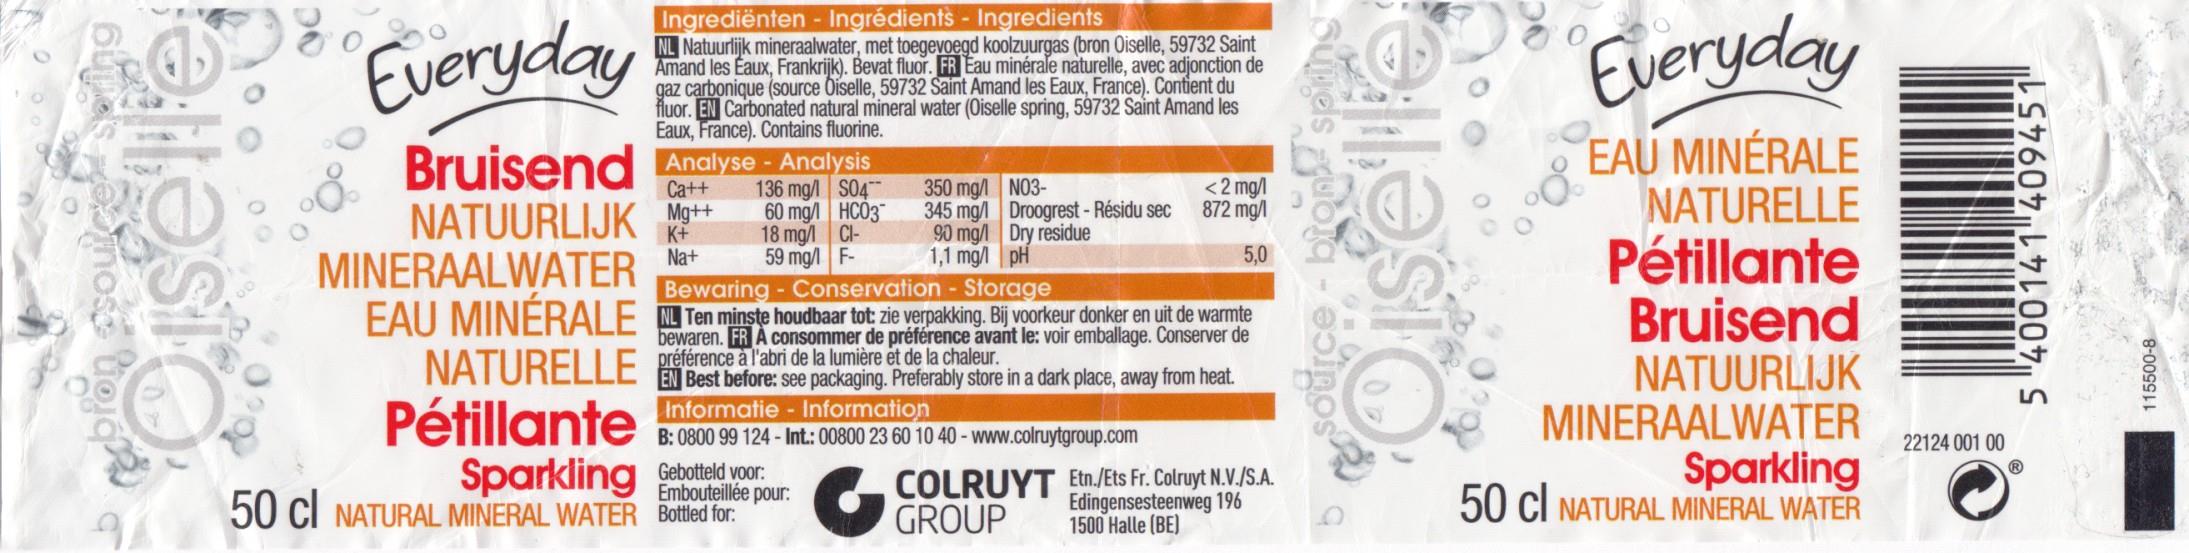 bron - source - spring
Oiselle
Everyday
Bruisend
NATUURLIJK
MINERAALWATER
EAU MINÉRALE
NATURELLE
Pétillante
Sparkling
50 cl NATURAL MINERAL WATER
Ingrediënten - Ingrédients - Ingredients
NL Natuurlijk mineraalwater, met toegevoegd koolzuurgas (bron Oiselle, 59732 Saint
Amand les Eaux, Frankrijk). Bevat fluor. FR Eau minérale naturelle, avec adjonction de
gaz carbonique (source Oiselle, 59732 Saint Amand les Eaux, France). Contient du
fluor. EN Carbonated natural mineral water (Oiselle spring, 59732 Saint Amand les
Eaux, France). Contains fluorine.
Analyse - Analysis
Ca++ 136 mg/l SO4-- 350 mg/l NO3- < 2 mg/l
Mg++ 60 mg/l HCO3- 345 mg/l Droogrest - Résidu sec 872 mg/l
K+ 18 mg/l Cl- 90 mg/l Dry residue
Na+ 59 mg/l F- 1,1 mg/l pH 5,0
Bewaring - Conservation - Storage
NL Ten minste houdbaar tot: zie verpakking. Bij voorkeur donker en uit de warmte
bewaren. FR À consommer de préférence avant le: voir emballage. Conserver de
préférence à l'abri de la lumière et de la chaleur.
EN Best before: see packaging. Preferably store in a dark place, away from heat.
Informatie - Information
B: 0800 99 124 - Int.: 00800 23 60 10 40 - www.colruytgroup.com
Gebotteld voor:
Embouteillée pour:
Bottled for:
COLRUYT
GROUP
Etn./Ets Fr. Colruyt N.V./S.A.
Edingensesteenweg 196
1500 Halle (BE)
source - bron - spring
Oiselle
Everyday
EAU MINÉRALE
NATURELLE
Pétillante
Bruisend
NATUURLIJK
MINERAALWATER
Sparkling
50 cl NATURAL MINERAL WATER
5 400141 409451
22124 001 00
®
115500-8